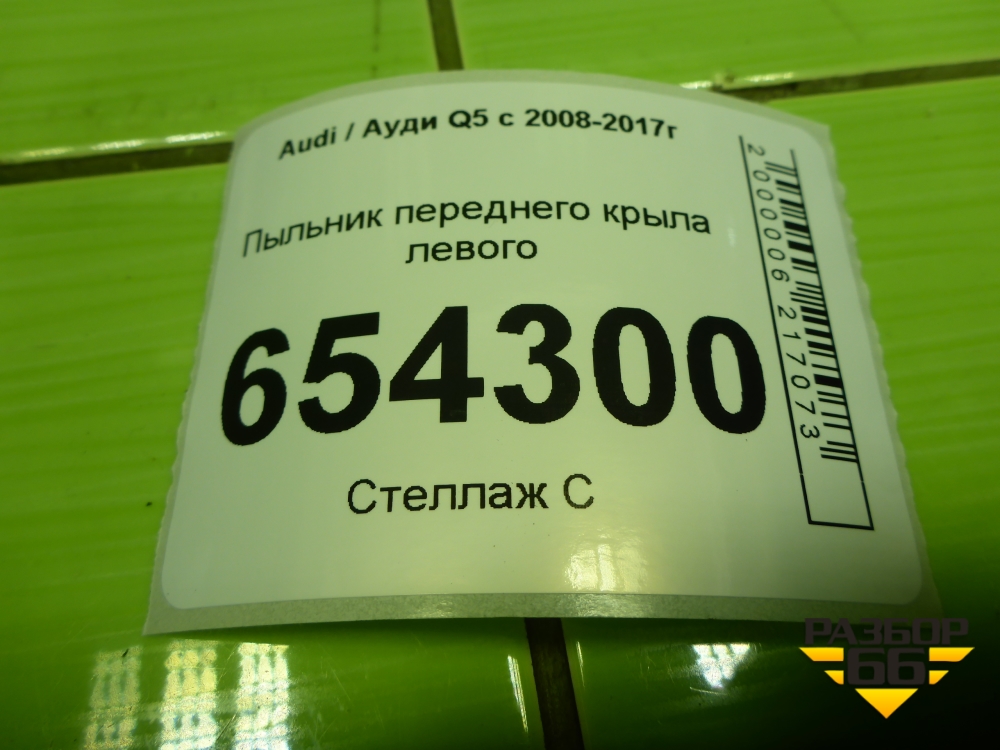 Audi / Ауди Q5 с 2008-2017г
Пыльник переднего крыла
левого
654300
Стеллаж С
2000006217073
РАЗБОР
66